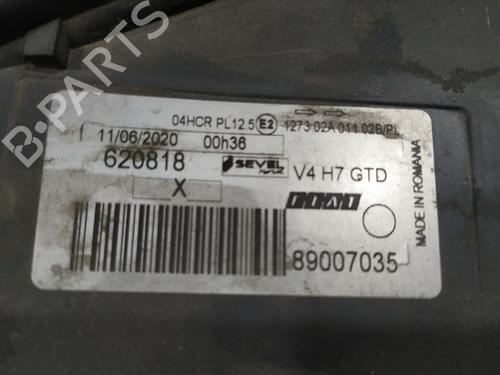 B-PARTS
04HCR PL12.5 E2 1273 02A 011 02B/PL
11/06/2020 00h36
620818 SEVEL V4 H7 GTD
X
FIAT
89007035
MADE IN ROMANIA